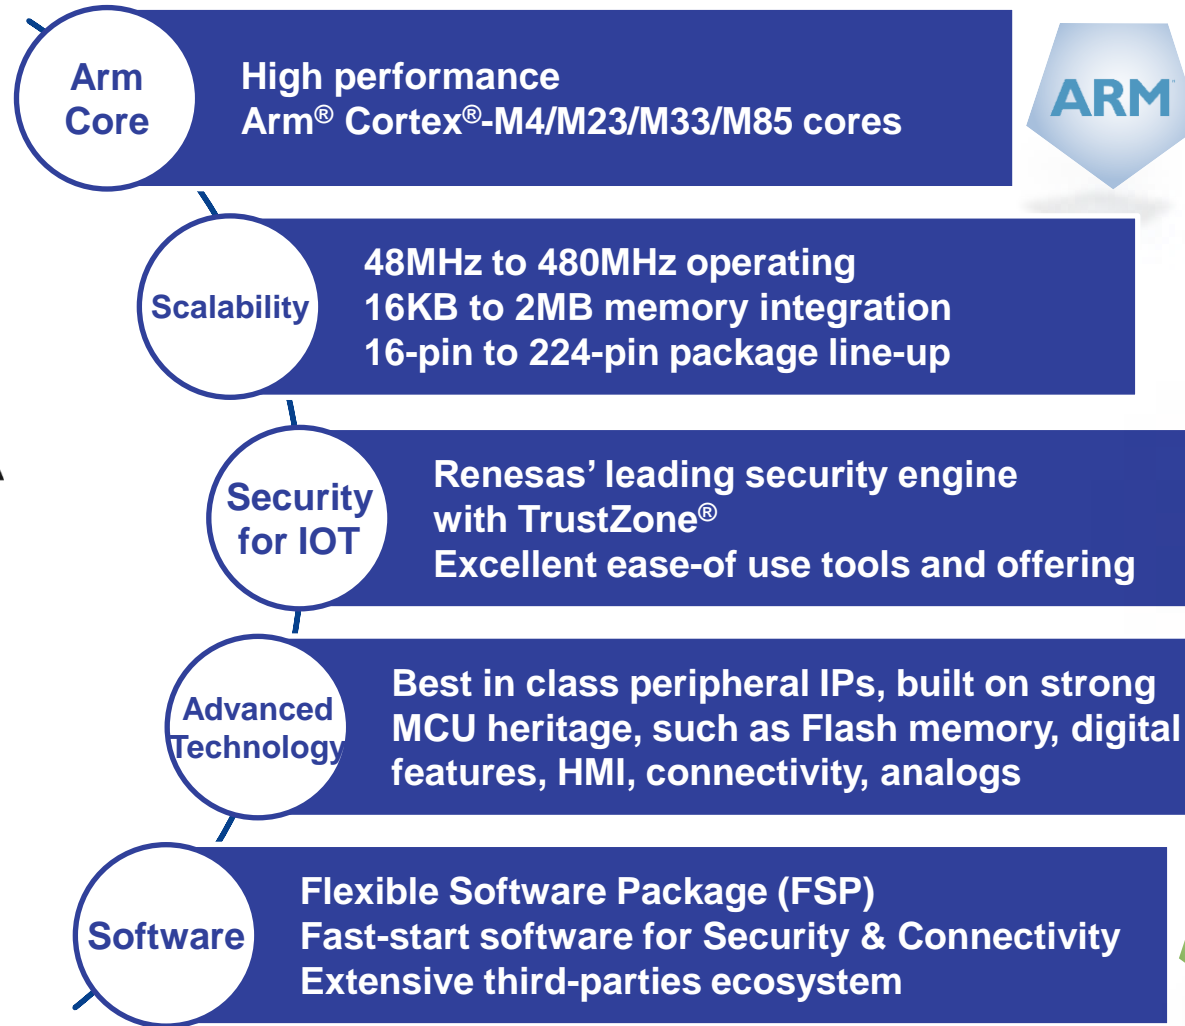 Arm
Core
High performance
Arm® Cortex®-M4/M23/M33/M85 cores
ARM
Scalability
48MHz to 480MHz operating
16KB to 2MB memory integration
16-pin to 224-pin package line-up
Security
for IOT
Renesas’ leading security engine
with TrustZone®
Excellent ease-of use tools and offering
Advanced
Technology
Best in class peripheral IPs, built on strong
MCU heritage, such as Flash memory, digital
features, HMI, connectivity, analogs
Software
Flexible Software Package (FSP)
Fast-start software for Security & Connectivity
Extensive third-parties ecosystem